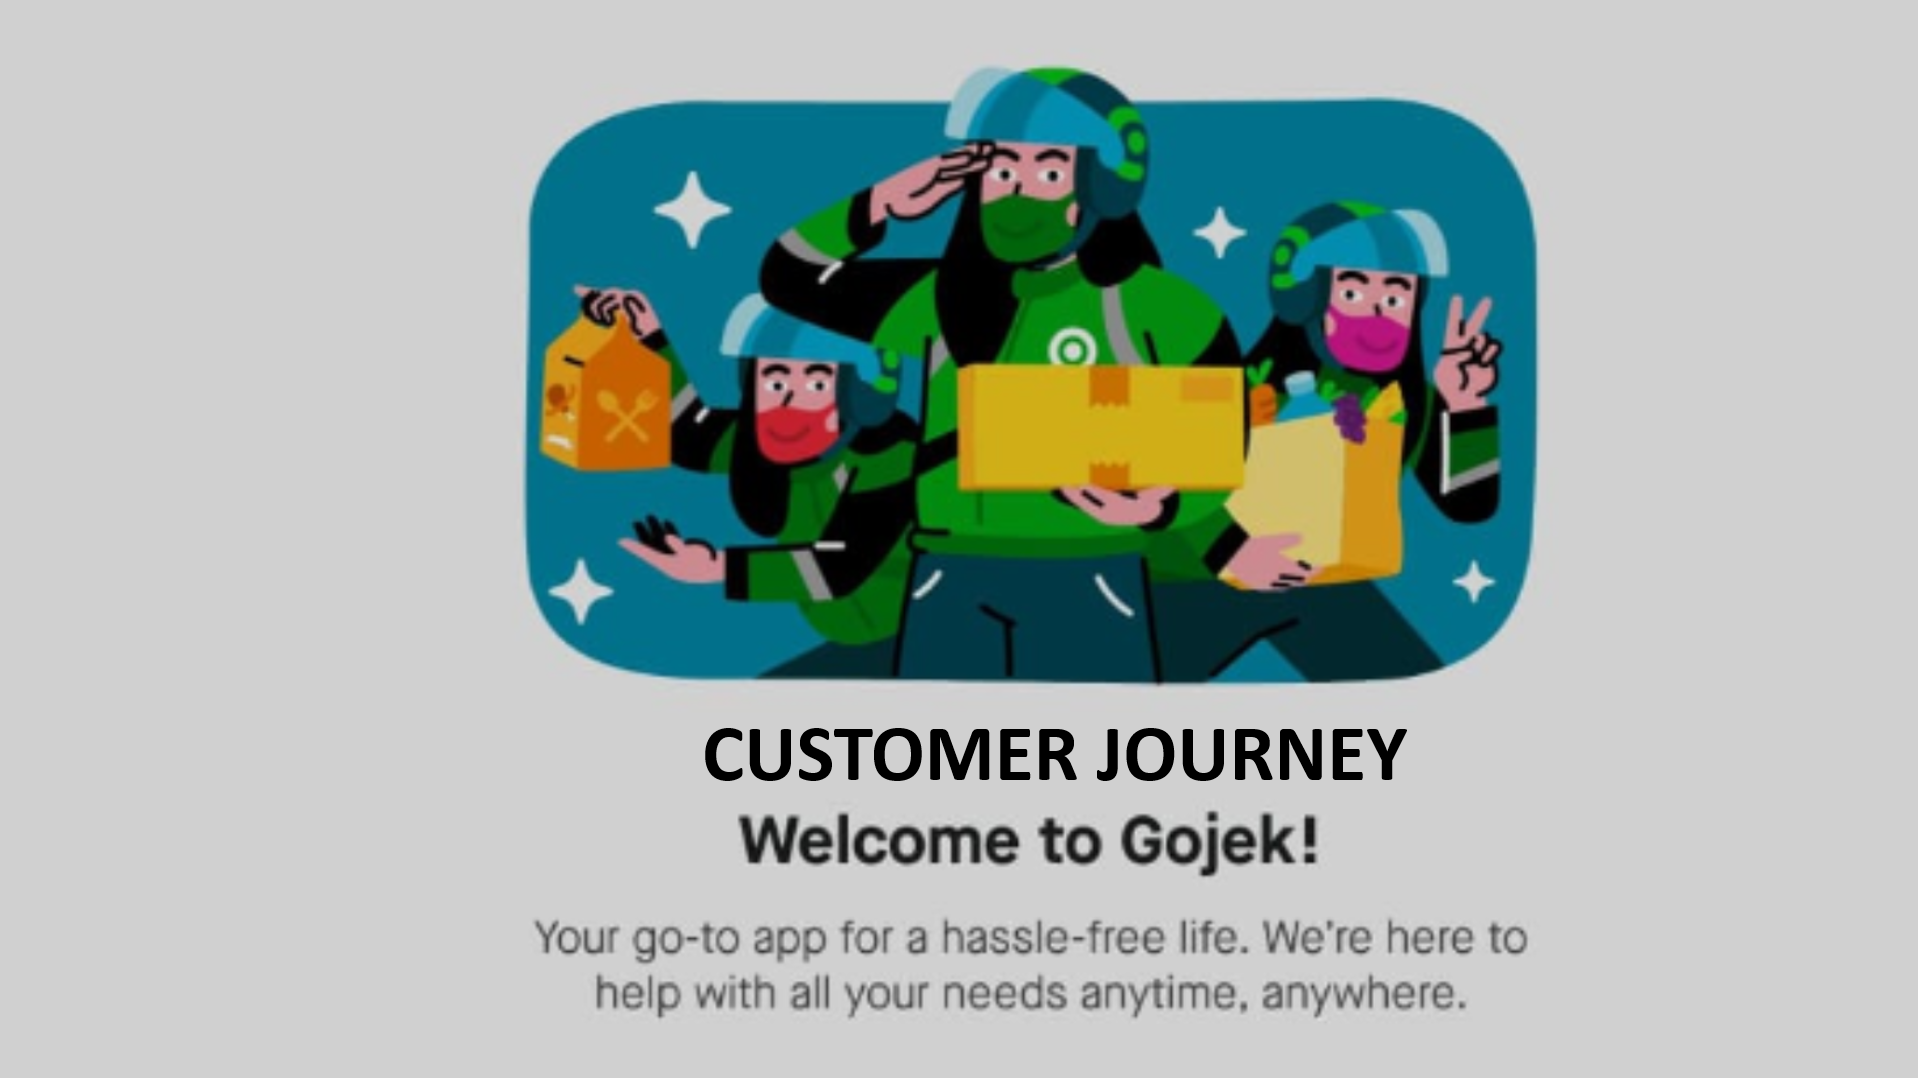 CUSTOMER JOURNEY
Welcome to Gojek!
Your go-to app for a hassle-free life. We're here to
help with all your needs anytime, anywhere.